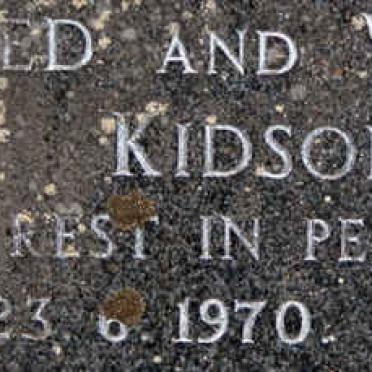 ED AND
KIDSO
REST IN PE
23 6 1970.